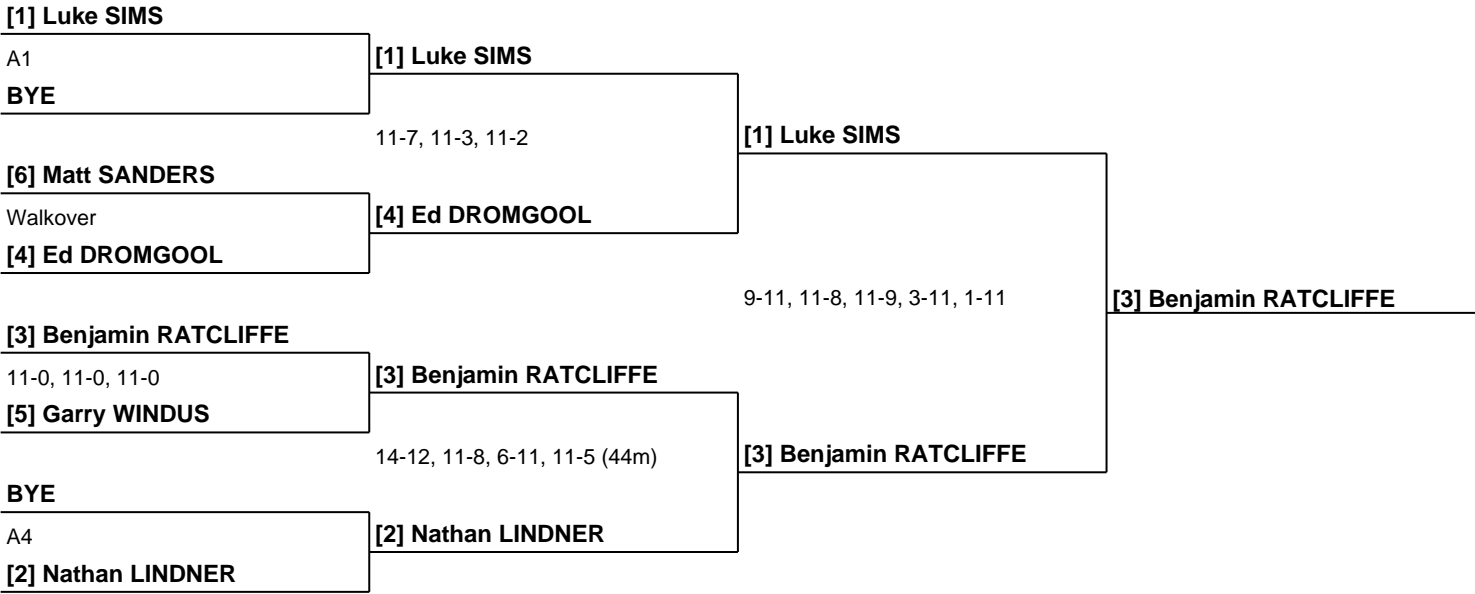 [1] Luke SIMS
A1
BYE
[1] Luke SIMS
11-7, 11-3, 11-2
[6] Matt SANDERS
Walkover
[4] Ed DROMGOOL
[4] Ed DROMGOOL
[1] Luke SIMS
9-11, 11-8, 11-9, 3-11, 1-11
[3] Benjamin RATCLIFFE
[3] Benjamin RATCLIFFE
11-0, 11-0, 11-0
[5] Garry WINDUS
[3] Benjamin RATCLIFFE
14-12, 11-8, 6-11, 11-5 (44m)
[3] Benjamin RATCLIFFE
BYE
A4
[2] Nathan LINDNER
[2] Nathan LINDNER